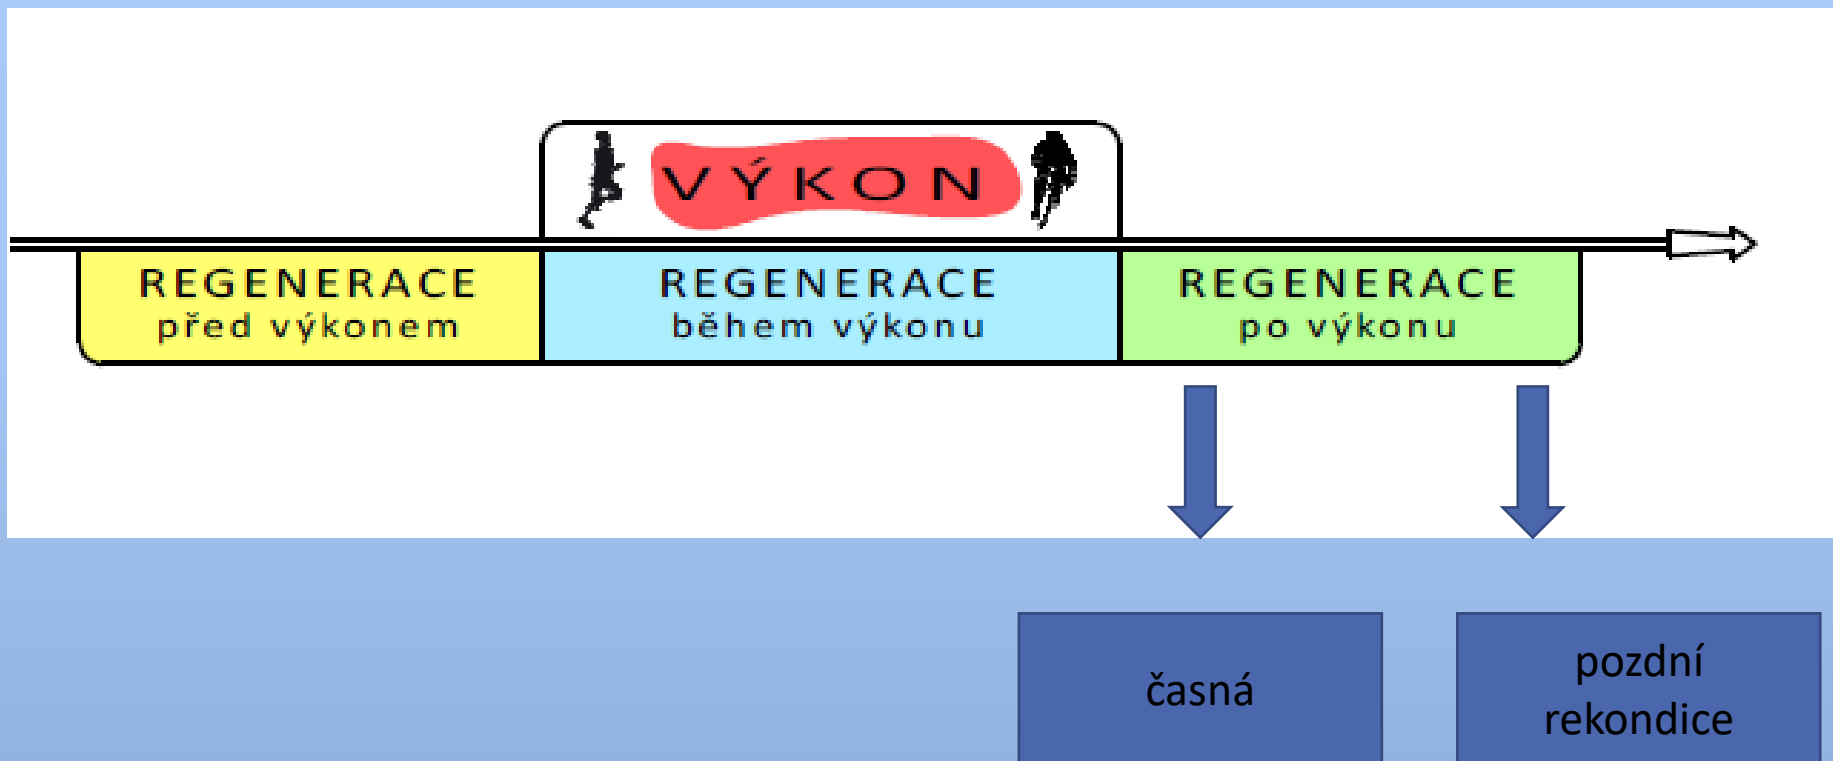 VÝKON
REGENERACE
před výkonem
REGENERACE
během výkonu
REGENERACE
po výkonu
časná
pozdní
rekondice